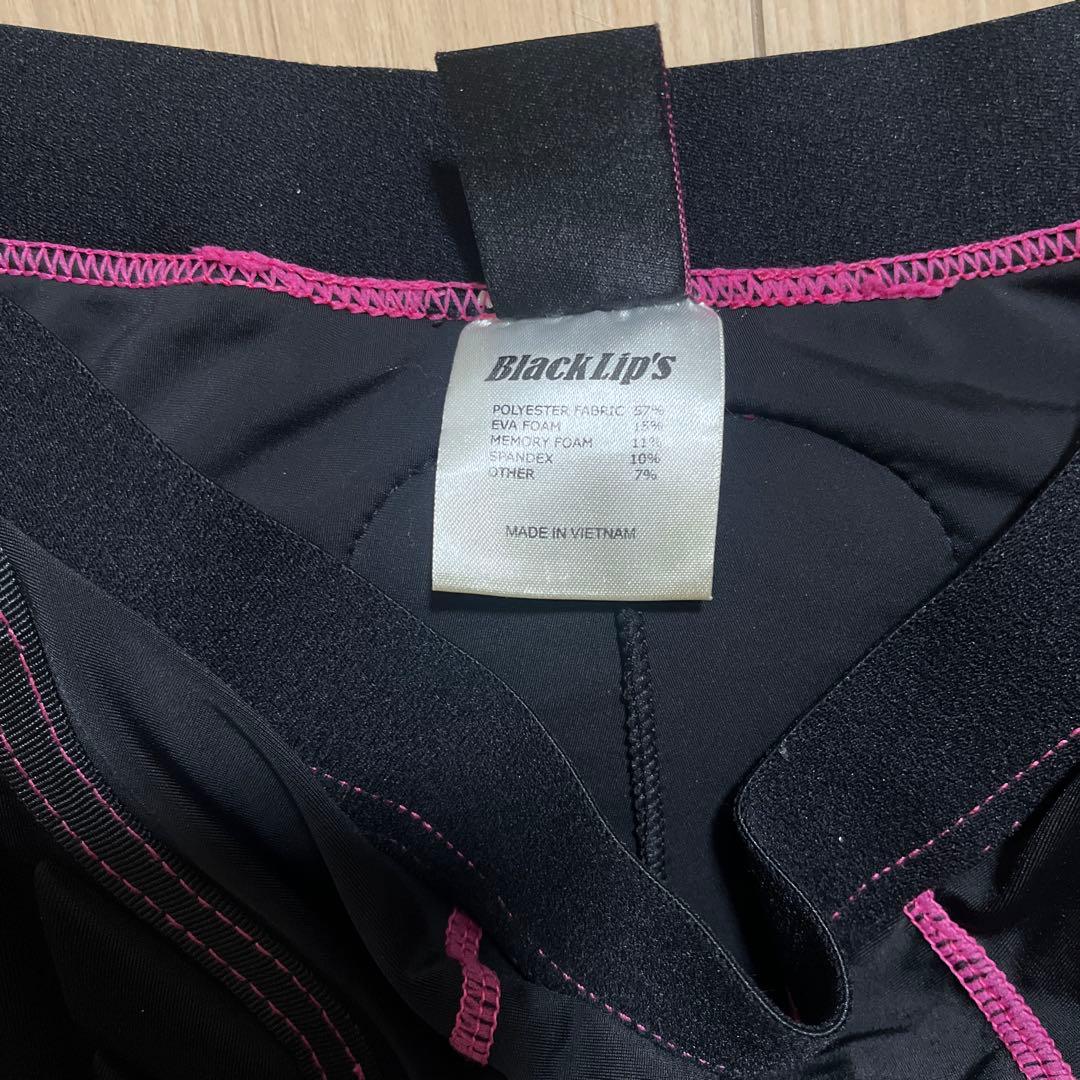 BlackLip's
POLYESTER FABRIC 57%
EVA FOAM 15%
MEMORY FOAM 11%
SPANDEX 10%
OTHER 7%
MADE IN VIETNAM